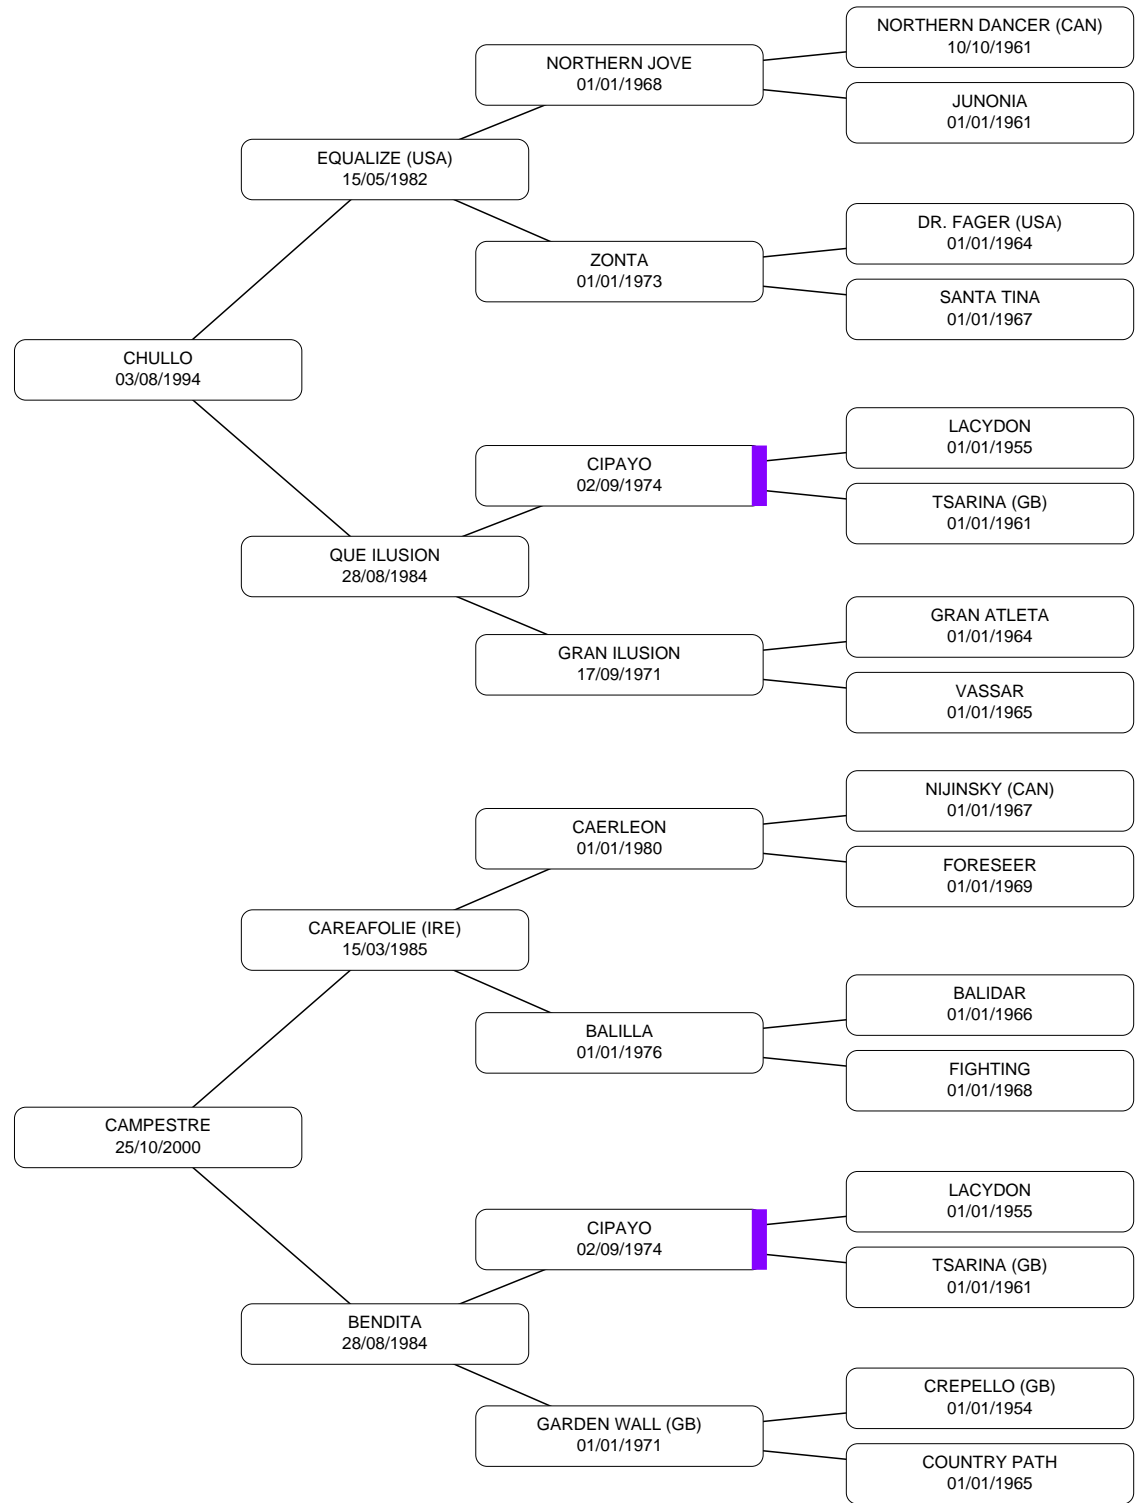 NORTHERN DANCER (CAN)
10/10/1961
NORTHERN JOVE
01/01/1968
JUNONIA
01/01/1961
EQUALIZE (USA)
15/05/1982
DR. FAGER (USA)
01/01/1964
ZONTA
01/01/1973
SANTA TINA
01/01/1967
CHULLO
03/08/1994
LACYDON
01/01/1955
CIPAYO
02/09/1974
TSARINA (GB)
01/01/1961
QUE ILUSION
28/08/1984
GRAN ATLETA
01/01/1964
GRAN ILUSION
17/09/1971
VASSAR
01/01/1965
NIJINSKY (CAN)
01/01/1967
CAERLEON
01/01/1980
FORESEER
01/01/1969
CAREAFOLIE (IRE)
15/03/1985
BALIDAR
01/01/1966
BALILLA
01/01/1976
FIGHTING
01/01/1968
CAMPESTRE
25/10/2000
LACYDON
01/01/1955
CIPAYO
02/09/1974
TSARINA (GB)
01/01/1961
BENDITA
28/08/1984
CREPELLO (GB)
01/01/1954
GARDEN WALL (GB)
01/01/1971
COUNTRY PATH
01/01/1965